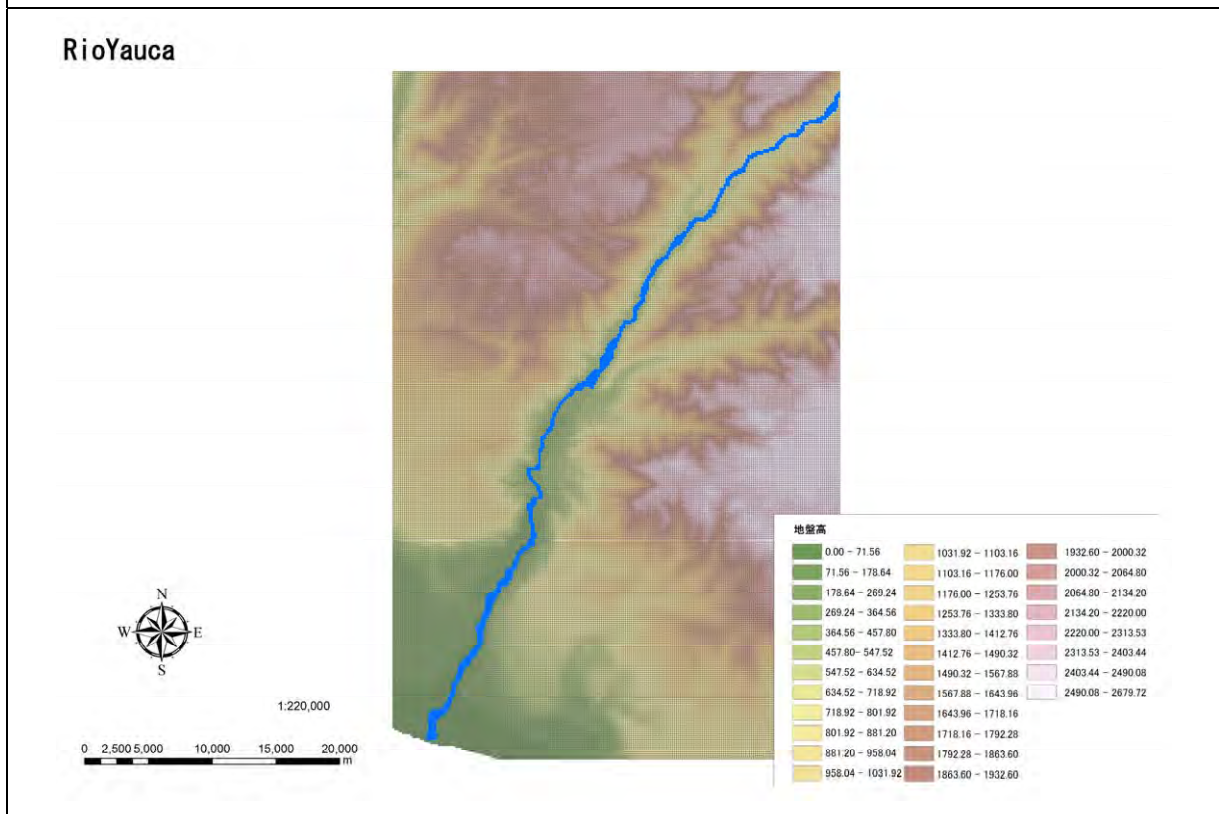 RioYauca
地盤高
0.00 - 71.56
71.56 - 178.64
178.64 - 269.24
269.24 - 364.56
364.56 - 457.80
457.80- 547.52
547.52 - 634.52
634.52 - 718.92
718.92 - 801.92
801.92 - 881.20
881.20 - 958.04
958.04 - 1031.92
1031.92 - 1103.16
1103.16 - 1176.00
1176.00 - 1253.76
1253.76 - 1333.80
1333.80 - 1412.76
1412.76 - 1490.32
1490.32 - 1567.88
1567.88 - 1643.96
1643.96 - 1718.16
1718.16 - 1792.28
1792.28 - 1863.60
1863.60 - 1932.60
1932.60 - 2000.32
2000.32 - 2064.80
2064.80 - 2134.20
2134.20 - 2220.00
2220.00 - 2313.53
2313.53 - 2403.44
2403.44 - 2490.08
2490.08 - 2679.72
N
W E
S
1:220,000
0 2,500 5,000 10,000 15,000 20,000
m